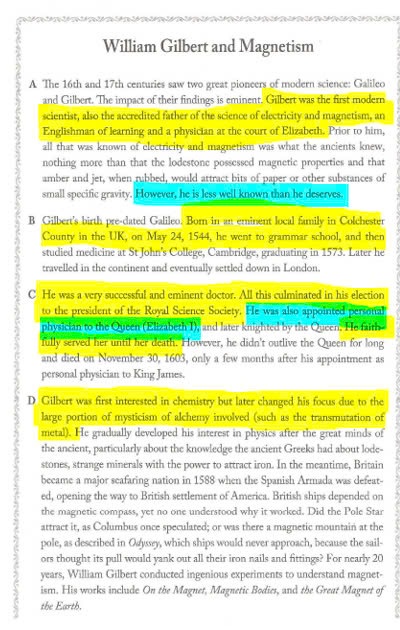 William Gilbert and Magnetism
A The 16th and 17th centuries saw two great pioneers of modern science: Galileo
and Gilbert. The impact of their findings is eminent. Gilbert was the first modern
scientist, also the accredited father of the science of electricity and magnetism, an
Englishman of learning and a physician at the court of Elizabeth. Prior to him,
all that was known of electricity and magnetism was what the ancients knew,
nothing more than that the lodestone possessed magnetic properties and that
amber and jet, when rubbed, would attract bits of paper or other substances of
small specific gravity. However, he is less well known than he deserves.
B Gilbert's birth pre-dated Galileo. Born in an eminent local family in Colchester
County in the UK, on May 24, 1544, he went to grammar school, and then
studied medicine at St John's College, Cambridge, graduating in 1573. Later he
travelled in the continent and eventually settled down in London.
C He was a very successful and eminent doctor. All this culminated in his election
to the president of the Royal Science Society. He was also appointed personal
physician to the Queen (Elizabeth I), and later knighted by the Queen. He faith-
fully served her until her death. However, he didn't outlive the Queen for long
and died on November 30, 1603, only a few months after his appointment as
personal physician to King James.
D Gilbert was first interested in chemistry but later changed his focus due to the
large portion of mysticism of alchemy involved (such as the transmutation of
metal). He gradually developed his interest in physics after the great minds of
the ancient, particularly about the knowledge the ancient Greeks had about lode-
stones, strange minerals with the power to attract iron. In the meantime, Britain
became a major seafaring nation in 1588 when the Spanish Armada was defeat-
ed, opening the way to British settlement of America. British ships depended on
the magnetic compass, yet no one understood why it worked. Did the Pole Star
attract it, as Columbus once speculated; or was there a magnetic mountain at the
pole, as described in Odyssey, which ships would never approach, because the sail-
ors thought its pull would yank out all their iron nails and fittings? For nearly 20
years, William Gilbert conducted ingenious experiments to understand magnet-
ism. His works include On the Magnet, Magnetic Bodies, and the Great Magnet of
the Earth.